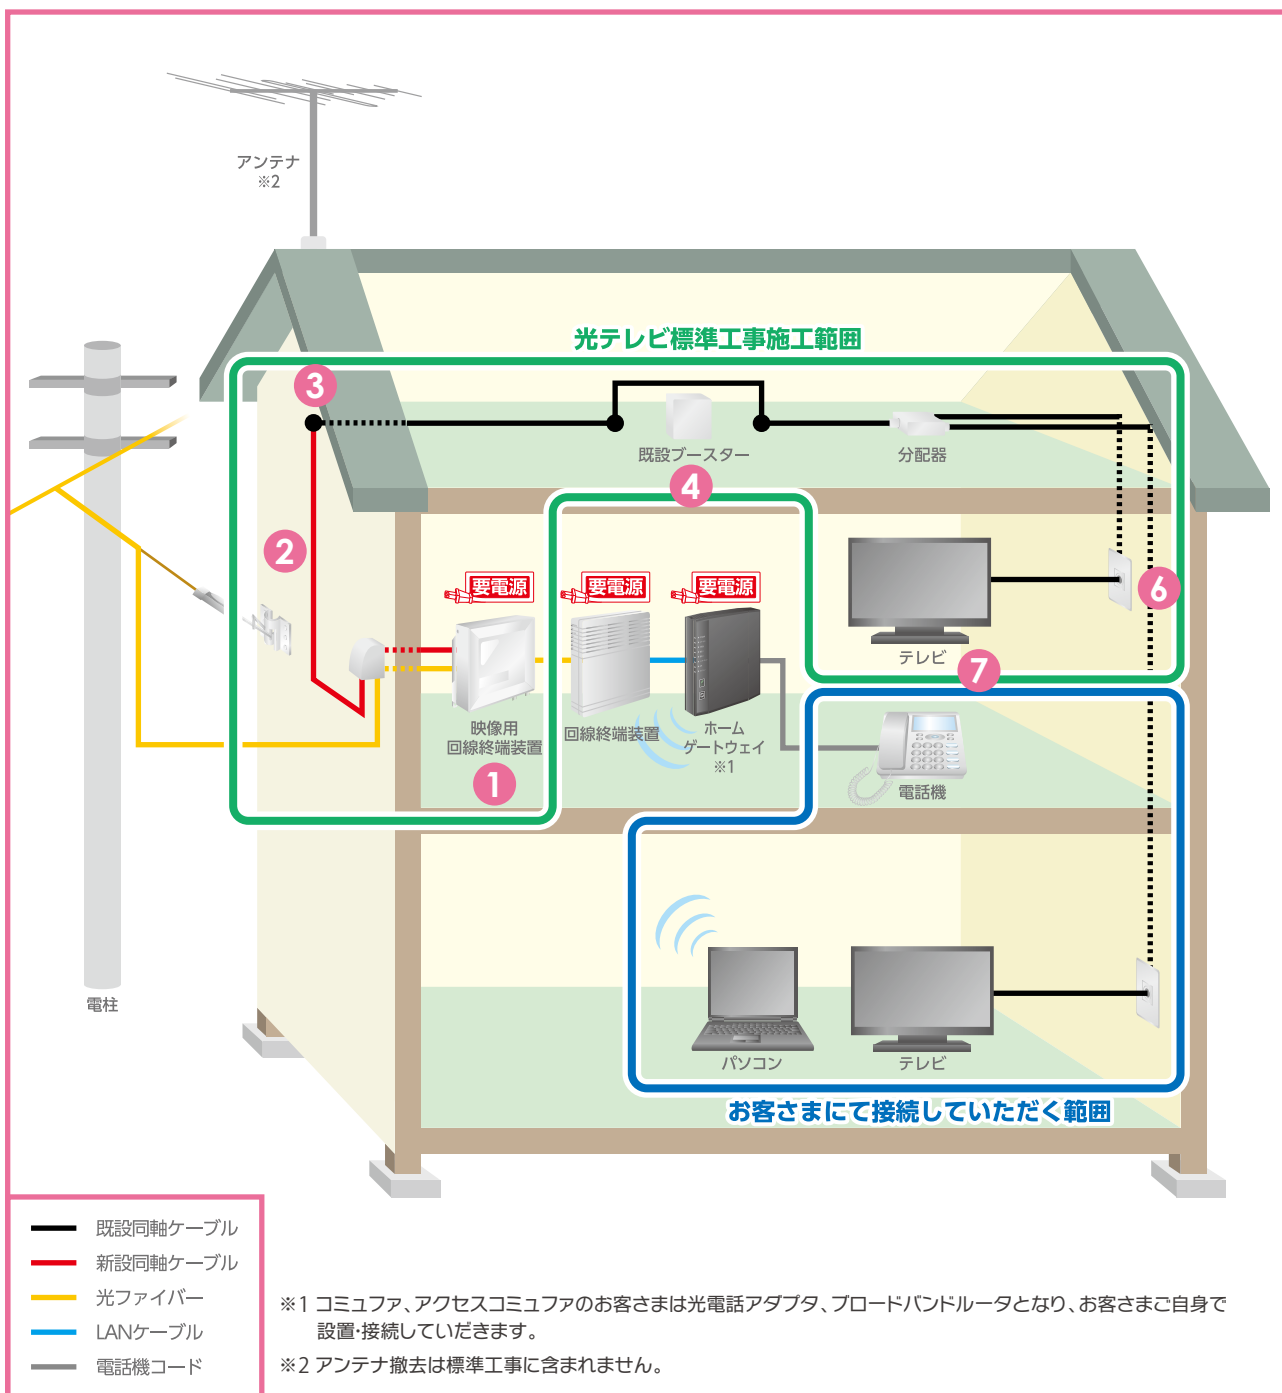 アンテナ
※2
光テレビ標準工事施工範囲
3
既設ブースター
分配器
4
2
要電源
要電源
要電源
6
テレビ
7
映像用
回線終端装置
回線終端装置
ホーム
ゲートウェイ
※1
1
電話機
電柱
パソコン
テレビ
お客さまにて接続していただく範囲
既設同軸ケーブル
新設同軸ケーブル
光ファイバー
LANケーブル
電話機コード
※1 コミュファ、アクセスコミュファのお客さまは光電話アダプタ、ブロードバンドルータとなり、お客さまご自身で
設置・接続していだきます。
※2 アンテナ撤去は標準工事に含まれません。